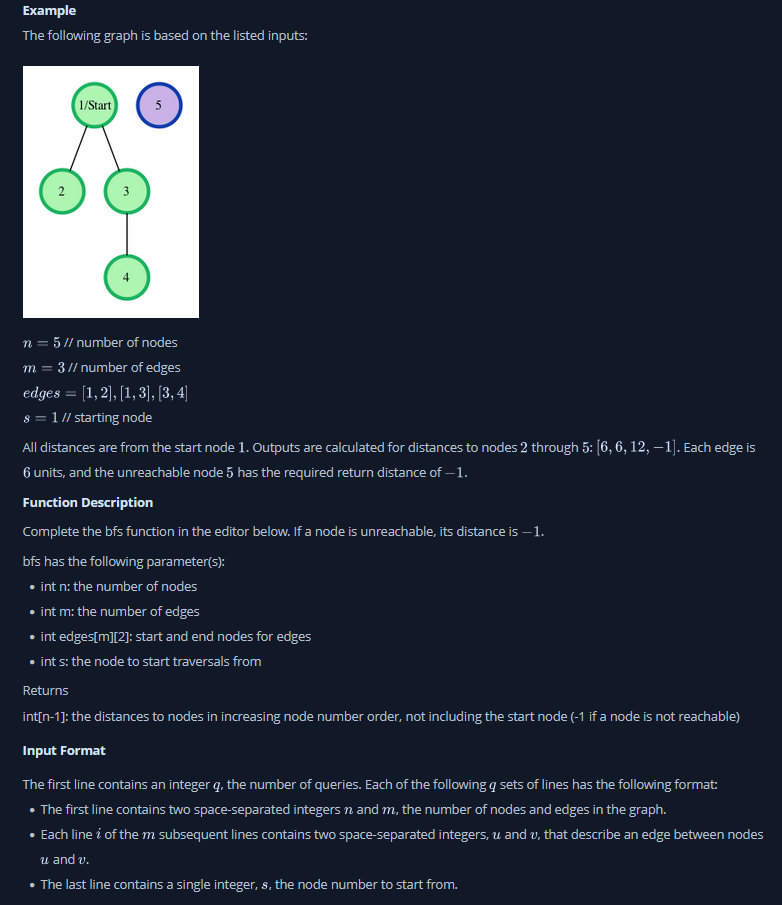 Example
The following graph is based on the listed inputs:
1/Start
5
2
3
4
n = 5 // number of nodes
m = 3 // number of edges
edges = [1, 2], [1, 3], [3, 4]
s = 1 // starting node
All distances are from the start node 1. Outputs are calculated for distances to nodes 2 through 5: [6, 6, 12, −1]. Each edge is
6 units, and the unreachable node 5 has the required return distance of −1.
Function Description
Complete the bfs function in the editor below. If a node is unreachable, its distance is −1.
bfs has the following parameter(s):
• int n: the number of nodes
• int m: the number of edges
• int edges[m][2]: start and end nodes for edges
• int s: the node to start traversals from
Returns
int[n-1]: the distances to nodes in increasing node number order, not including the start node (-1 if a node is not reachable)
Input Format
The first line contains an integer q, the number of queries. Each of the following q sets of lines has the following format:
• The first line contains two space-separated integers n and m, the number of nodes and edges in the graph.
• Each line i of the m subsequent lines contains two space-separated integers, u and v, that describe an edge between nodes
u and v.
• The last line contains a single integer, s, the node number to start from.